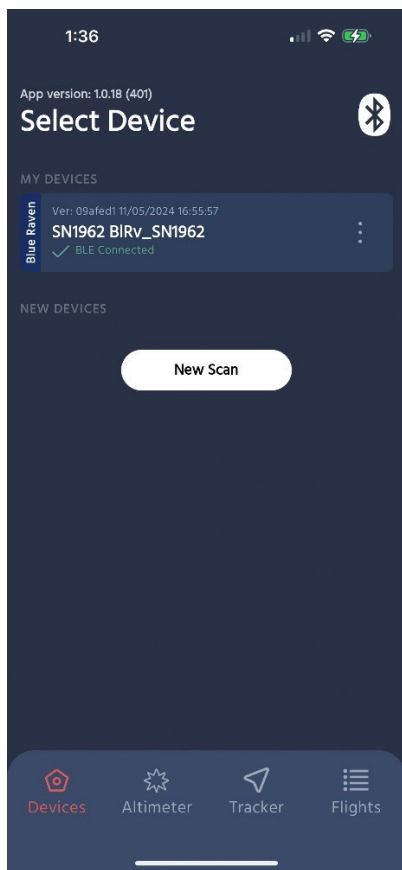 1:36
App version: 1.0.18 (401)
Select Device
MY DEVICES
Blue Raven
Ver: 09afed1 11/05/2024 16:55:57
SN1962 BlRv_SN1962
BLE Connected
NEW DEVICES
New Scan
Devices Altimeter Tracker Flights